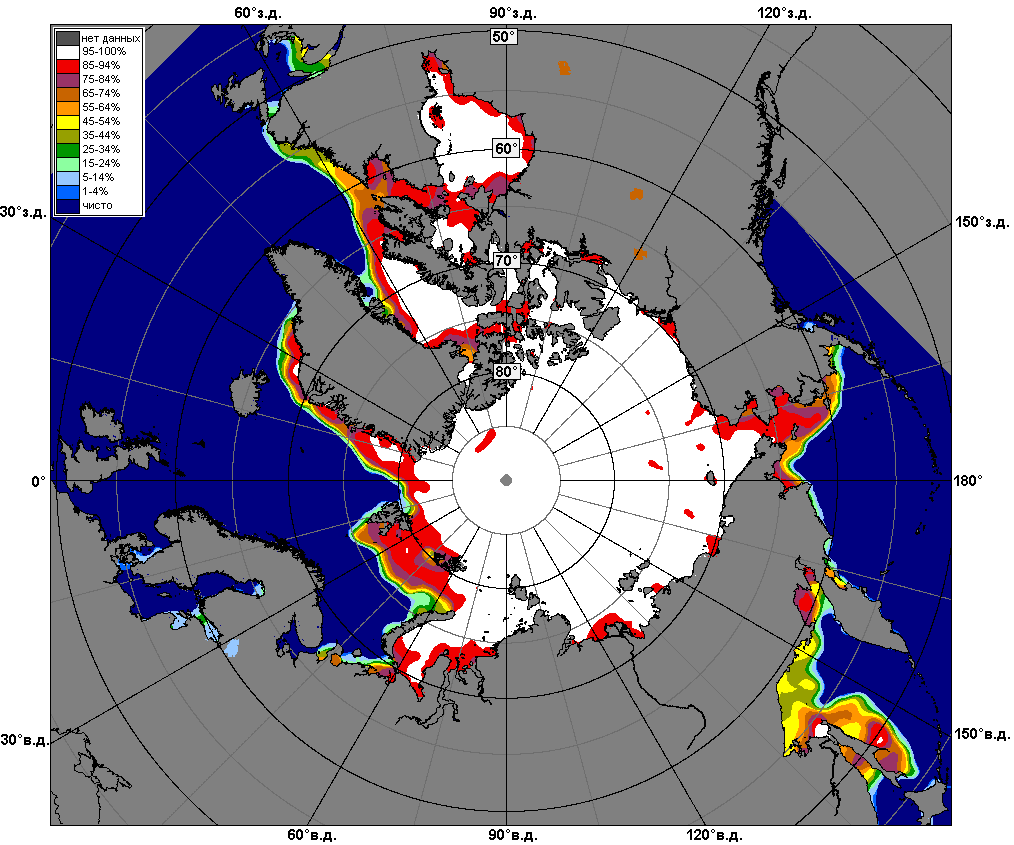 60°з.д.
90°з.д.
120°з.д.
нет данных
95-100%
85-94%
75-84%
65-74%
55-64%
45-54%
35-44%
25-34%
15-24%
5-14%
1-4%
чисто
50°
60°
70°
80°
30°з.д.
150°з.д.
0°
180°
30°в.д.
150°в.д.
60°в.д.
90°в.д.
120°в.д.